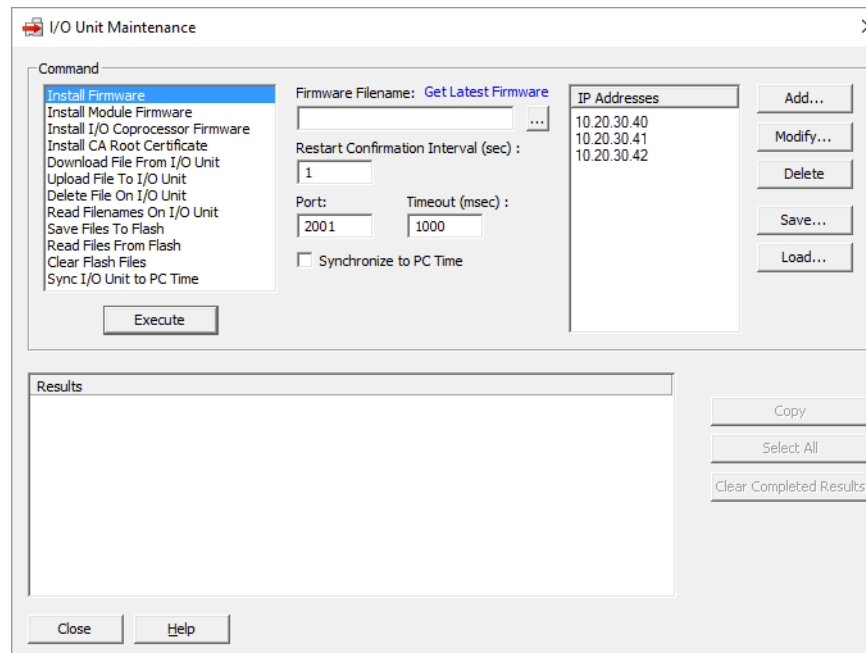 I/O Unit Maintenance
Command
Install Firmware
Install Module Firmware
Install I/O Coprocessor Firmware
Install CA Root Certificate
Download File From I/O Unit
Upload File To I/O Unit
Delete File On I/O Unit
Read Filenames On I/O Unit
Save Files To Flash
Read Files From Flash
Clear Flash Files
Sync I/O Unit to PC Time
Execute
Firmware Filename: Get Latest Firmware
...
Restart Confirmation Interval (sec) :
1
Port: Timeout (msec) :
2001 1000
Synchronize to PC Time
IP Addresses
10.20.30.40
10.20.30.41
10.20.30.42
Add...
Modify...
Delete
Save...
Load...
Results
Copy
Select All
Clear Completed Results
Close Help